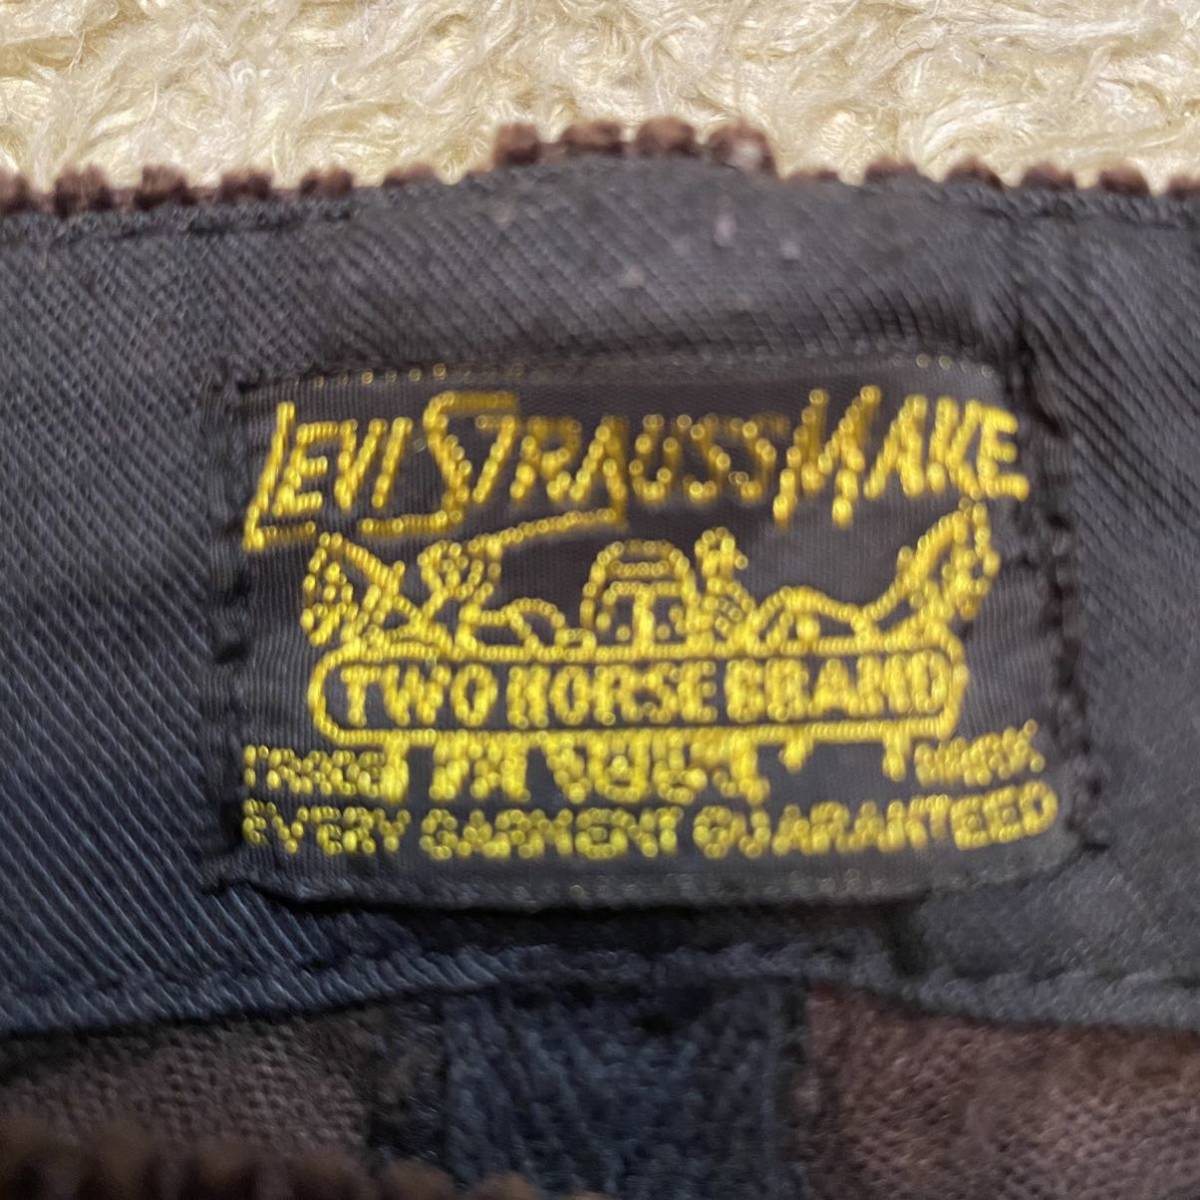 LEVI STRAUSS MAKE
TWO HORSE BRAND
TRADE MARK
EVERY GARMENT GUARANTEED